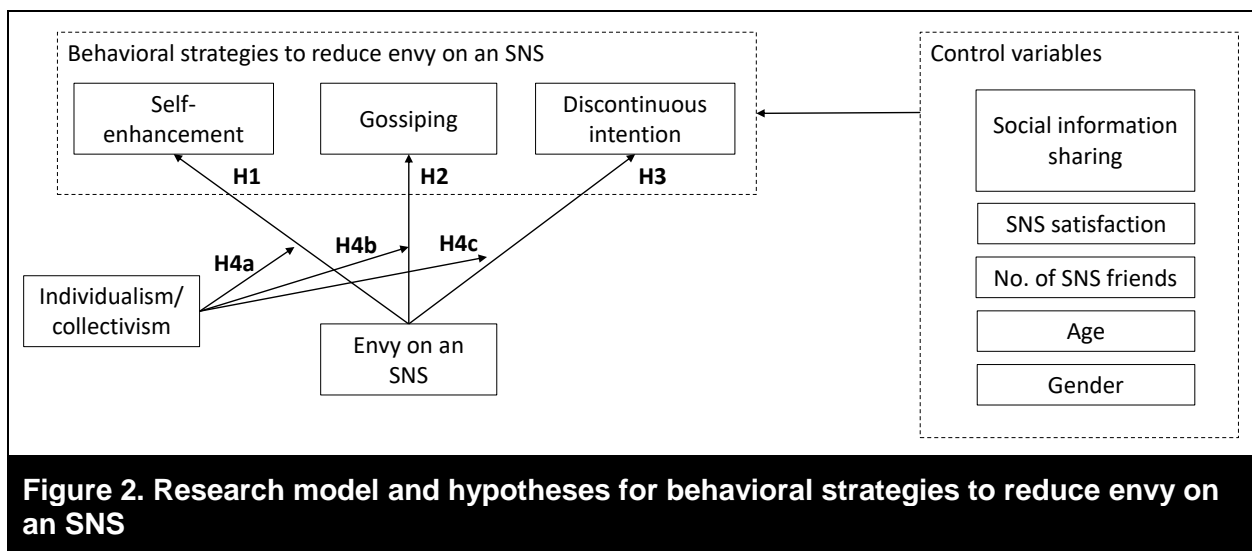 Behavioral strategies to reduce envy on an SNS
Self-
enhancement
Gossiping
Discontinuous
intention
H1
H2
H3
H4a
H4b
H4c
Individualism/
collectivism
Envy on an
SNS
Control variables
Social information
sharing
SNS satisfaction
No. of SNS friends
Age
Gender
Figure 2. Research model and hypotheses for behavioral strategies to reduce envy on
an SNS